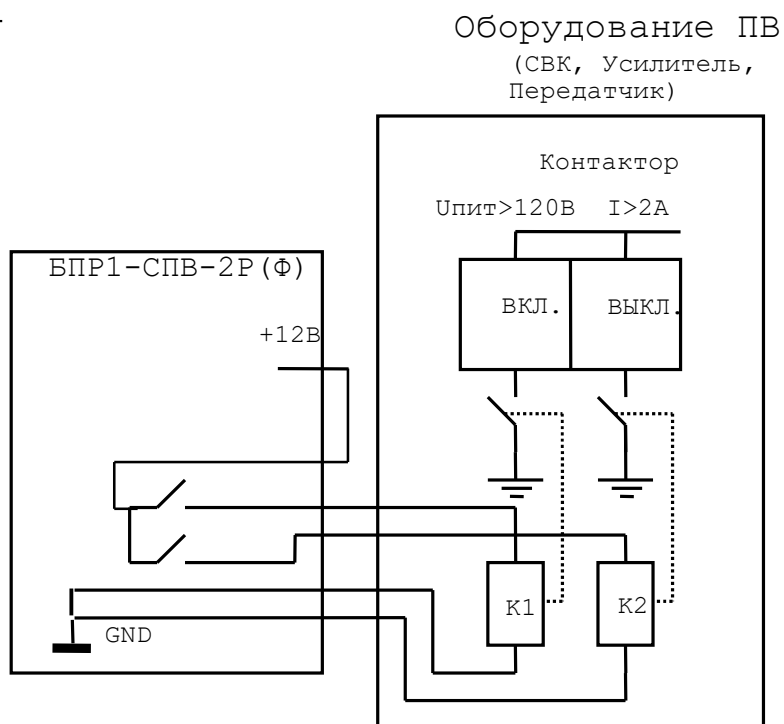 Оборудование ПВ
(СВК, Усилитель,
Передатчик)
Контактор
Uпит>120В I>2А
БПР1-СПВ-2Р(Ф)
ВКЛ. ВЫКЛ.
+12В
К1 К2
GND